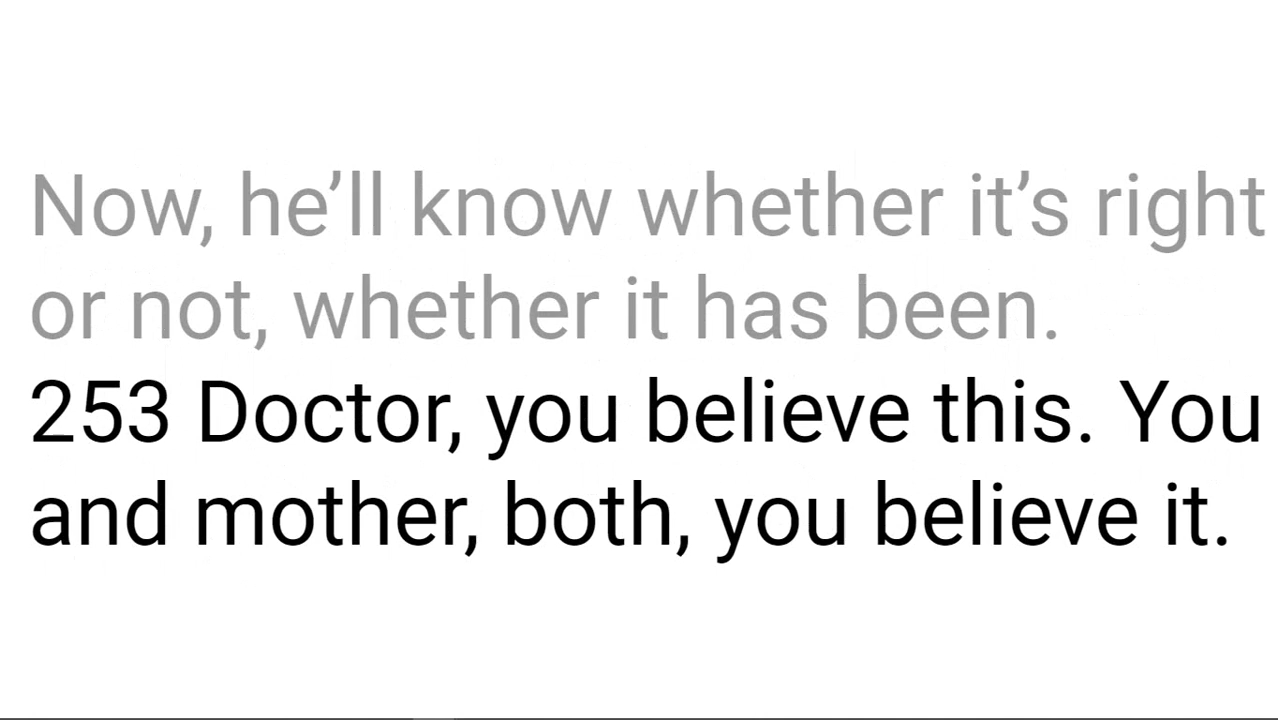 Now, he’ll know whether it’s right
or not, whether it has been.
253 Doctor, you believe this. You
and mother, both, you believe it.